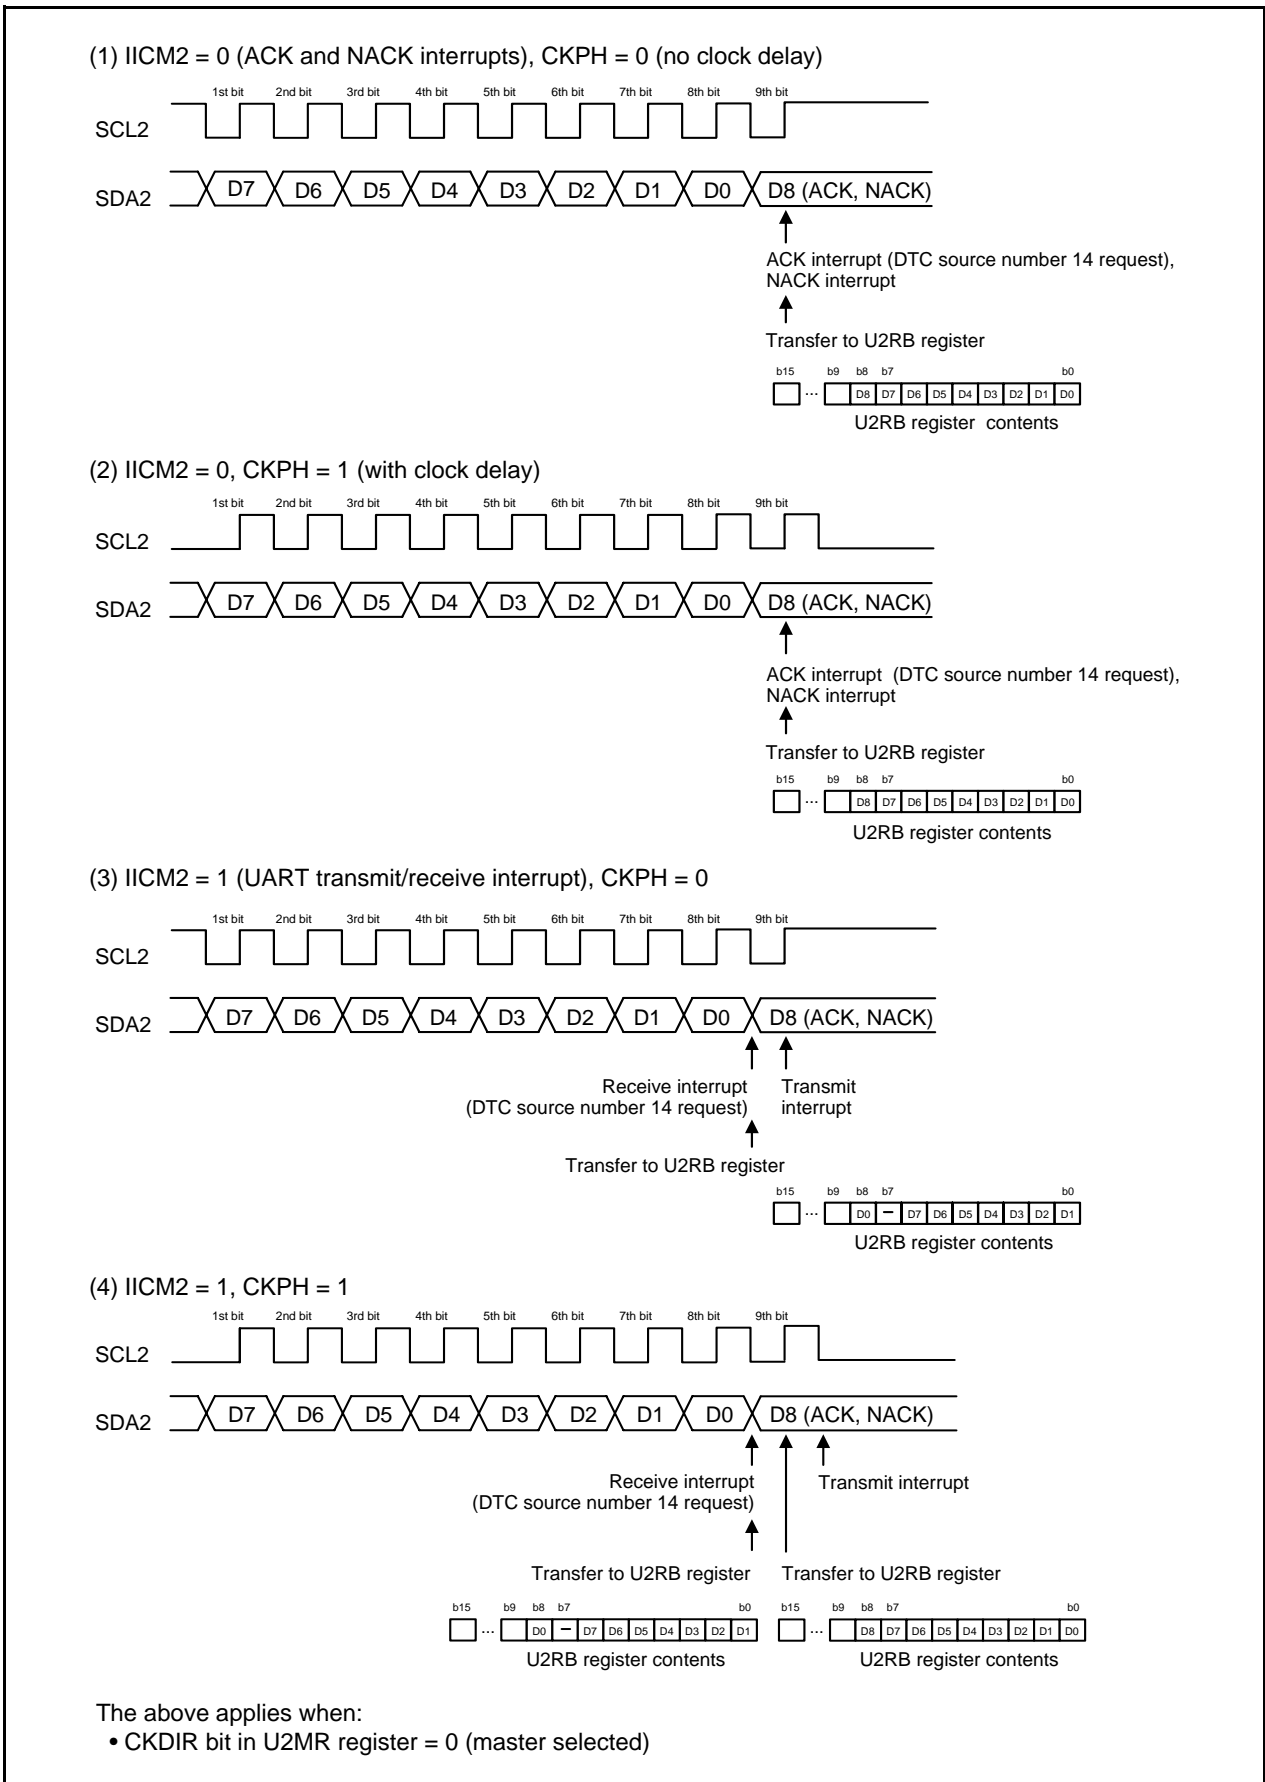 (1) IICM2 = 0 (ACK and NACK interrupts), CKPH = 0 (no clock delay)
1st bit 2nd bit 3rd bit 4th bit 5th bit 6th bit 7th bit 8th bit 9th bit
SCL2
SDA2 D7 D6 D5 D4 D3 D2 D1 D0 D8 (ACK, NACK)
ACK interrupt (DTC source number 14 request),
NACK interrupt
Transfer to U2RB register
b15 b9 b8 b7 b0
... D8 D7 D6 D5 D4 D3 D2 D1 D0
U2RB register contents
(2) IICM2 = 0, CKPH = 1 (with clock delay)
1st bit 2nd bit 3rd bit 4th bit 5th bit 6th bit 7th bit 8th bit 9th bit
SCL2
SDA2 D7 D6 D5 D4 D3 D2 D1 D0 D8 (ACK, NACK)
ACK interrupt (DTC source number 14 request),
NACK interrupt
Transfer to U2RB register
b15 b9 b8 b7 b0
... D8 D7 D6 D5 D4 D3 D2 D1 D0
U2RB register contents
(3) IICM2 = 1 (UART transmit/receive interrupt), CKPH = 0
1st bit 2nd bit 3rd bit 4th bit 5th bit 6th bit 7th bit 8th bit 9th bit
SCL2
SDA2 D7 D6 D5 D4 D3 D2 D1 D0 D8 (ACK, NACK)
Receive interrupt Transmit
(DTC source number 14 request) interrupt
Transfer to U2RB register
b15 b9 b8 b7 b0
... D0 – D7 D6 D5 D4 D3 D2 D1
U2RB register contents
(4) IICM2 = 1, CKPH = 1
1st bit 2nd bit 3rd bit 4th bit 5th bit 6th bit 7th bit 8th bit 9th bit
SCL2
SDA2 D7 D6 D5 D4 D3 D2 D1 D0 D8 (ACK, NACK)
Receive interrupt Transmit interrupt
(DTC source number 14 request)
Transfer to U2RB register Transfer to U2RB register
b15 b9 b8 b7 b0 b15 b9 b8 b7 b0
... D0 – D7 D6 D5 D4 D3 D2 D1 ... D8 D7 D6 D5 D4 D3 D2 D1 D0
U2RB register contents U2RB register contents
The above applies when:
• CKDIR bit in U2MR register = 0 (master selected)